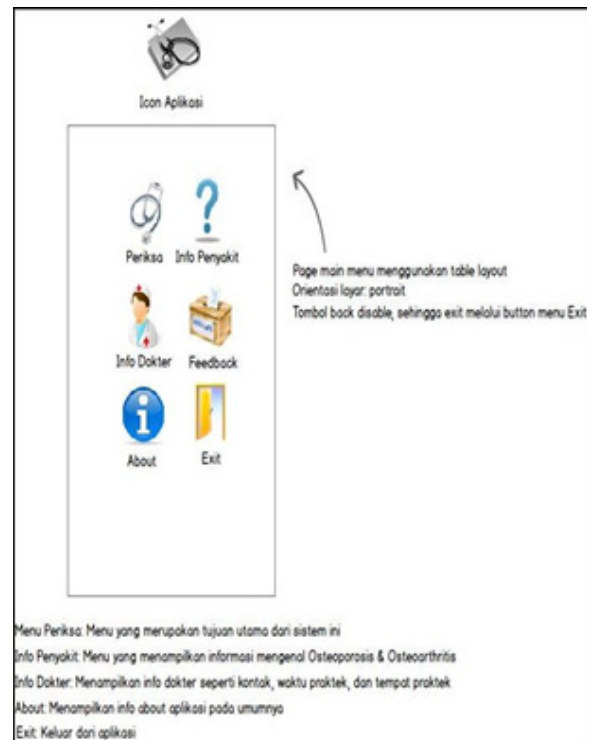 Icon Aplikasi
Periksa Info Penyakit
Info Dokter Feedback
About Exit
Page main menu menggunakan table layout
Orientasi layar: portrait
Tombol back disable, sehingga exit melalui button menu Exit
Menu Periksa: Menu yang merupakan tujuan utama dari sistem ini
Info Penyakit: Menu yang menampilkan informasi mengenai Osteoporosis & Osteoarthritis
Info Dokter: Menampilkan info dokter seperti kontak, waktu praktek, dan tempat praktek
About: Menampilkan info about aplikasi pada umumnya
Exit: Keluar dari aplikasi